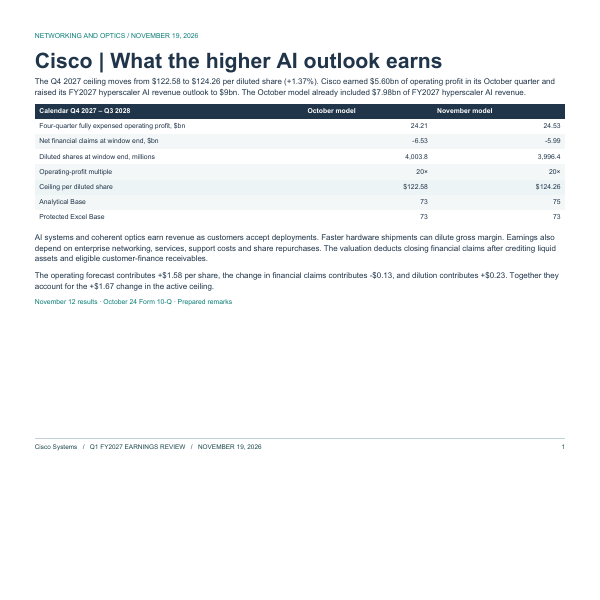 NETWORKING AND OPTICS / NOVEMBER 19, 2026
Cisco | What the higher AI outlook earns
The Q4 2027 ceiling moves from $122.58 to $124.26 per diluted share (+1.37%). Cisco earned $5.60bn of operating profit in its October quarter and
raised its FY2027 hyperscaler AI revenue outlook to $9bn. The October model already included $7.98bn of FY2027 hyperscaler AI revenue.
Calendar Q4 2027 – Q3 2028 October model November model
Four-quarter fully expensed operating profit, $bn 24.21 24.53
Net financial claims at window end, $bn -6.53 -5.99
Diluted shares at window end, millions 4,003.8 3,996.4
Operating-profit multiple 20× 20×
Ceiling per diluted share $122.58 $124.26
Analytical Base 73 75
Protected Excel Base 73 73
AI systems and coherent optics earn revenue as customers accept deployments. Faster hardware shipments can dilute gross margin. Earnings also
depend on enterprise networking, services, support costs and share repurchases. The valuation deducts closing financial claims after crediting liquid
assets and eligible customer-finance receivables.
The operating forecast contributes +$1.58 per share, the change in financial claims contributes -$0.13, and dilution contributes +$0.23. Together they
account for the +$1.67 change in the active ceiling.
November 12 results · October 24 Form 10-Q · Prepared remarks
Cisco Systems / Q1 FY2027 EARNINGS REVIEW / NOVEMBER 19, 2026 1